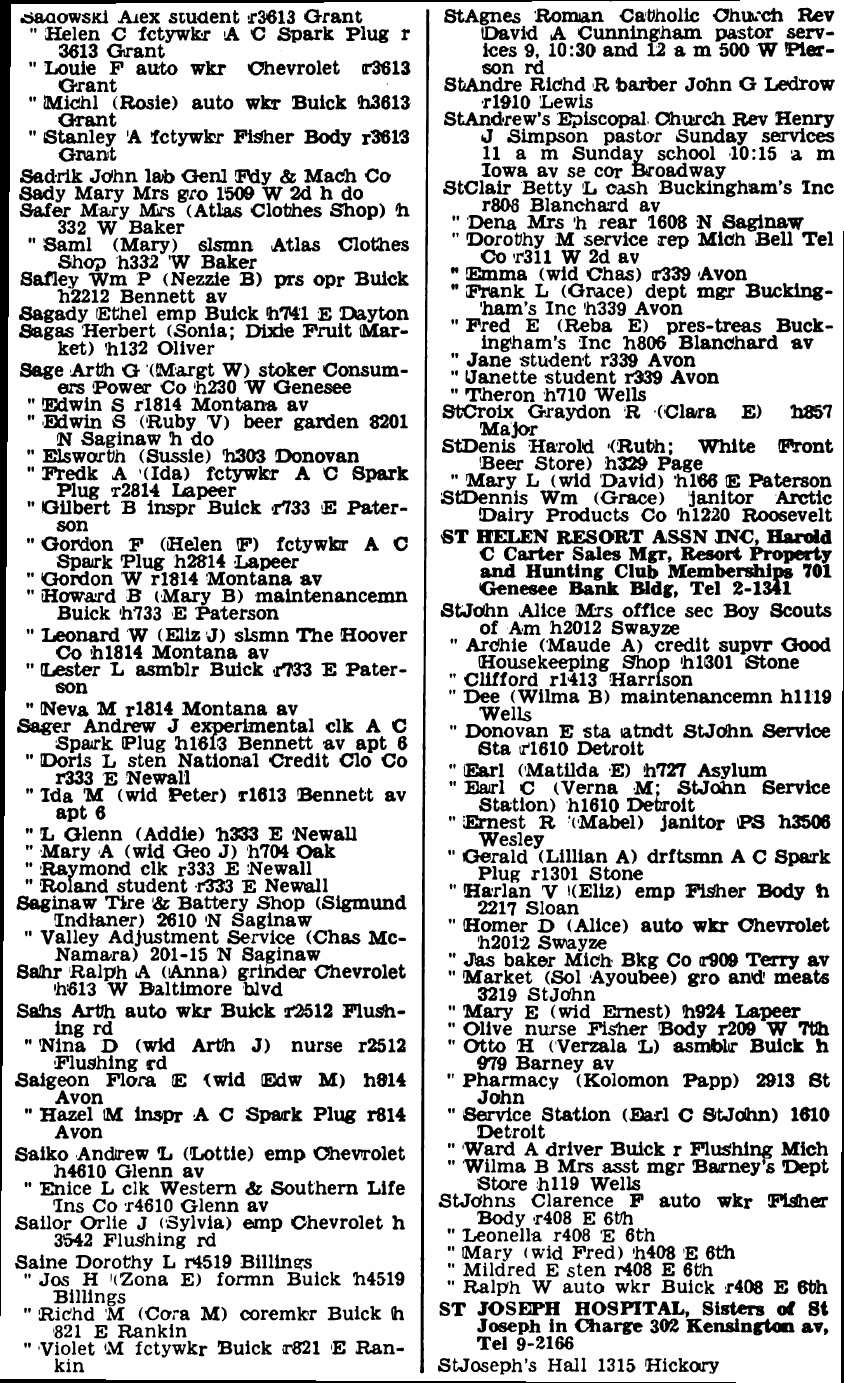 Sadowski Alex student r3613 Grant
" Helen C fctywkr A C Spark Plug r
3613 Grant
" Louie F auto wkr Chevrolet r3613
Grant
" Michl (Rosie) auto wkr Buick h3613
Grant
" Stanley A fctywkr Fisher Body r3613
Grant
Sadrik John lab Genl Fdy & Mach Co
Sady Mary Mrs gro 1509 W 2d h do
Safer Mary Mrs (Atlas Clothes Shop) h
332 W Baker
" Saml (Mary) slsmn Atlas Clothes
Shop h332 W Baker
Safley Wm P (Nezzie B) prs opr Buick
h2212 Bennett av
Sagady Ethel emp Buick h741 E Dayton
Sagas Herbert (Sonia; Dixie Fruit Mar-
ket) h132 Oliver
Sage Arth G (Margt W) stoker Consum-
ers Power Co h230 W Genesee
" Edwin S r1814 Montana av
" Edwin S (Ruby V) beer garden 8201
N Saginaw h do
" Elsworth (Sussie) h303 Donovan
" Fredk A (Ida) fctywkr A C Spark
Plug r2814 Lapeer
" Gilbert B inspr Buick r733 E Pater-
son
" Gordon F (Helen F) fctywkr A C
Spark Plug h2814 Lapeer
" Gordon W r1814 Montana av
" Howard B (Mary B) maintenancemn
Buick h733 E Paterson
" Leonard W (Eliz J) slsmn The Hoover
Co h1814 Montana av
" Lester L asmblr Buick r733 E Pater-
son
" Neva M r1814 Montana av
Sager Andrew J experimental clk A C
Spark Plug h1613 Bennett av apt 6
" Doris L sten National Credit Clo Co
r333 E Newall
" Ida M (wid Peter) r1613 Bennett av
apt 6
" L Glenn (Addie) h333 E Newall
" Mary A (wid Geo J) h704 Oak
" Raymond clk r333 E Newall
" Roland student r333 E Newall
Saginaw Tire & Battery Shop (Sigmund
Indianer) 2610 N Saginaw
" Valley Adjustment Service (Chas Mc-
Namara) 201-15 N Saginaw
Sahr Ralph A (Anna) grinder Chevrolet
h613 W Baltimore blvd
Sahs Arth auto wkr Buick r2512 Flush-
ing rd
" Nina D (wid Arth J) nurse r2512
Flushing rd
Saigeon Flora E (wid Edw M) h814
Avon
" Hazel M inspr A C Spark Plug r814
Avon
Saiko Andrew L (Lottie) emp Chevrolet
h4610 Glenn av
" Enice L clk Western & Southern Life
Ins Co r4610 Glenn av
Sailor Orlie J (Sylvia) emp Chevrolet h
3542 Flushing rd
Saine Dorothy L r4519 Billings
" Jos H (Zona E) formn Buick h4519
Billings
" Richd M (Cora M) coremkr Buick h
821 E Rankin
" Violet M fctywkr Buick r821 E Ran-
kin
StAgnes Roman Catholic Church Rev
David A Cunningham pastor serv-
ices 9, 10:30 and 12 a m 500 W Pier-
son rd
StAndre Richd R barber John G Ledrow
r1910 Lewis
StAndrew's Episcopal Church Rev Henry
J Simpson pastor Sunday services
11 a m Sunday school 10:15 a m
Iowa av se cor Broadway
StClair Betty L cash Buckingham's Inc
r806 Blanchard av
" Dena Mrs h rear 1608 N Saginaw
" Dorothy M service rep Mich Bell Tel
Co r311 W 2d av
" Emma (wid Chas) r339 Avon
" Frank L (Grace) dept mgr Bucking-
ham's Inc h339 Avon
" Fred E (Reba E) pres-treas Buck-
ingham's Inc h806 Blanchard av
" Jane student r339 Avon
" Janette student r339 Avon
" Theron h710 Wells
StCroix Graydon R (Clara E) h857
Major
StDenis Harold (Ruth; White Front
Beer Store) h329 Page
" Mary L (wid David) h166 E Paterson
StDennis Wm (Grace) janitor Arctic
Dairy Products Co h1220 Roosevelt
ST HELEN RESORT ASSN INC, Harold
C Carter Sales Mgr, Resort Property
and Hunting Club Memberships 701
Genesee Bank Bldg, Tel 2-1341
StJohn Alice Mrs office sec Boy Scouts
of Am h2012 Swayze
" Archie (Maude A) credit supvr Good
Housekeeping Shop h1301 Stone
" Clifford r1413 Harrison
" Dee (Wilma B) maintenancemn h1119
Wells
" Donovan E sta atndt StJohn Service
Sta r1610 Detroit
" Earl (Matilda E) h727 Asylum
" Earl C (Verna M; StJohn Service
Station) h1610 Detroit
" Ernest R (Mabel) janitor PS h3506
Wesley
" Gerald (Lillian A) drftsmn A C Spark
Plug r1301 Stone
" Harlan V (Eliz) emp Fisher Body h
2217 Sloan
" Homer D (Alice) auto wkr Chevrolet
h2012 Swayze
" Jas baker Mich Bkg Co r909 Terry av
" Market (Sol Ayoubee) gro and meats
3219 StJohn
" Mary E (wid Ernest) h924 Lapeer
" Olive nurse Fisher Body r209 W 7th
" Otto H (Verzala L) asmblr Buick h
979 Barney av
" Pharmacy (Kolomon Papp) 2913 St
John
" Service Station (Earl C StJohn) 1610
Detroit
" Ward A driver Buick r Flushing Mich
" Wilma B Mrs asst mgr Barney's Dept
Store h119 Wells
StJohns Clarence F auto wkr Fisher
Body r408 E 6th
" Leonella r408 E 6th
" Mary (wid Fred) h408 E 6th
" Mildred E sten r408 E 6th
" Ralph W auto wkr Buick r408 E 6th
ST JOSEPH HOSPITAL, Sisters of St
Joseph in Charge 302 Kensington av,
Tel 9-2166
StJoseph's Hall 1315 Hickory